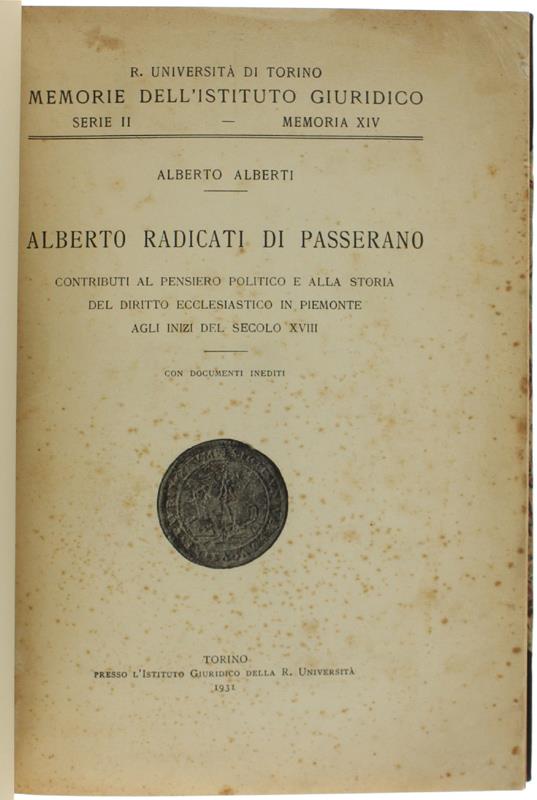 R. UNIVERSITÀ DI TORINO
MEMORIE DELL'ISTITUTO GIURIDICO
SERIE II — MEMORIA XIV
ALBERTO ALBERTI
ALBERTO RADICATI DI PASSERANO
CONTRIBUTI AL PENSIERO POLITICO E ALLA STORIA
DEL DIRITTO ECCLESIASTICO IN PIEMONTE
AGLI INIZI DEL SECOLO XVIII
CON DOCUMENTI INEDITI
TORINO
PRESSO L'ISTITUTO GIURIDICO DELLA R. UNIVERSITÀ
1931